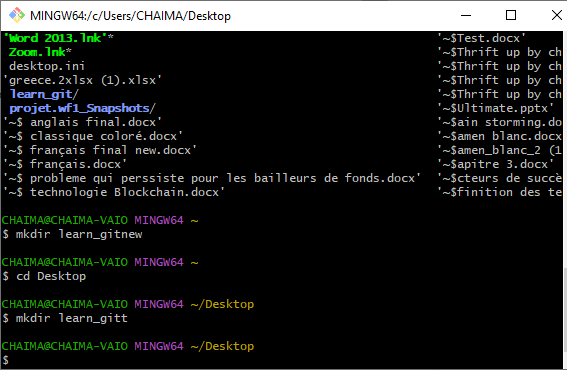 MINGW64:/c/Users/CHAIMA/Desktop
'Word 2013.lnk'* '~$Test.docx'
Zoom.lnk* '~$Thrift up by ch
desktop.ini '~$Thrift up by ch
'greece.2xlsx (1).xlsx' '~$Thrift up by ch
learn_git/ '~$Thrift up by ch
projet.wf1_Snapshots/ '~$Ultimate.pptx'
'~$ anglais final.docx' '~$ain storming.do
'~$ classique coloré.docx' '~$amen blanc.docx
'~$ français final new.docx' '~$amen_blanc_2 (1
'~$ français.docx' '~$apitre 3.docx'
'~$ probleme qui perssiste pour les bailleurs de fonds.docx' '~$cteurs de succè
'~$ technologie Blockchain.docx' '~$finition des te
CHAIMA@CHAIMA-VAIO MINGW64 ~
$ mkdir learn_gitnew
CHAIMA@CHAIMA-VAIO MINGW64 ~
$ cd Desktop
CHAIMA@CHAIMA-VAIO MINGW64 ~/Desktop
$ mkdir learn_gitt
CHAIMA@CHAIMA-VAIO MINGW64 ~/Desktop
$